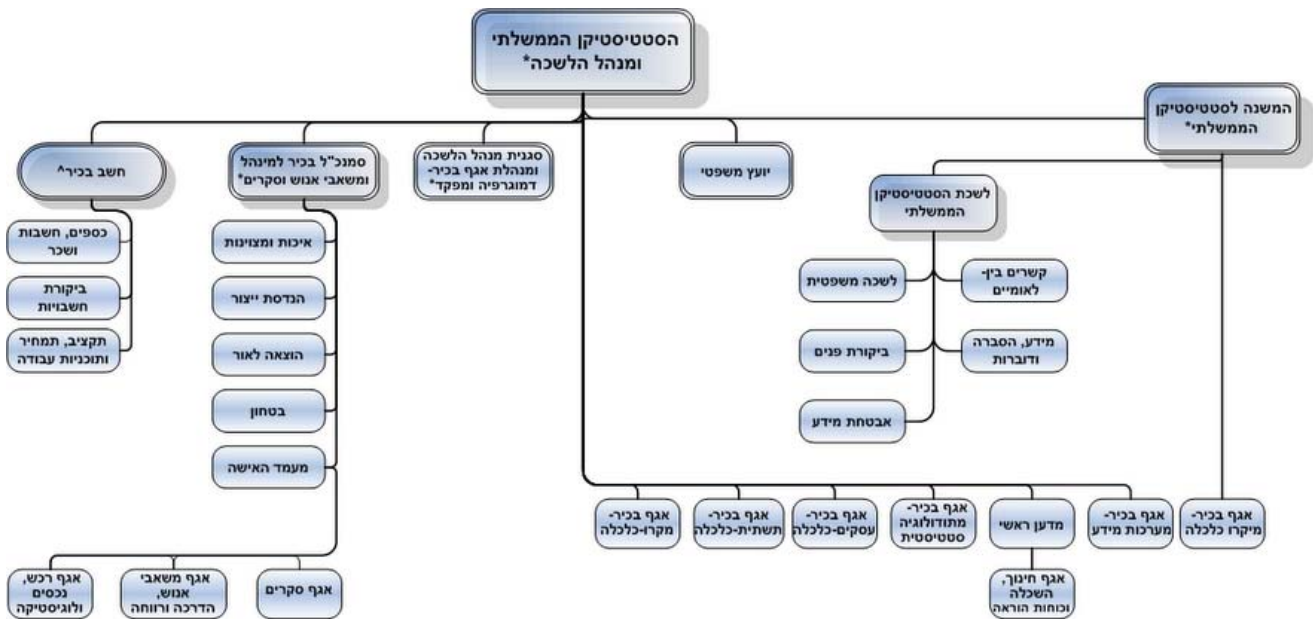 הסטטיסטיקן הממשלתי
ומנהל הלשכה*
המשנה לסטטיסטיקן
הממשלתי*
יועץ משפטי
סגנית מנהל הלשכה
ומנהלת אגף בכיר-
דמוגרפיה ומפקד*
סמנכ"ל בכיר למינהל
ומשאבי אנוש וסקרים*
חשב בכיר^
לשכת הסטטיסטיקן
הממשלתי
קשרים בין-
לאומיים
לשכה משפטית
מידע, הסברה
ודוברות
ביקורת פנים
אבטחת מידע
איכות ומצוינות
הנדסת ייצור
הוצאה לאור
בטחון
מעמד האישה
כספים, חשבות
ושכר
ביקורת
חשבויות
תקציב, תמחיר
ותוכניות עבודה
אגף בכיר-
מיקרו כלכלה
אגף בכיר-
מערכות מידע
מדען ראשי
אגף בכיר-
מתודולוגיה
סטטיסטית
אגף בכיר-
עסקים-כלכלה
אגף בכיר-
תשתית-כלכלה
אגף בכיר-
מקרו-כלכלה
אגף חינוך,
השכלה
וכוחות הוראה
אגף סקרים
אגף משאבי
אנוש,
הדרכה ורווחה
אגף רכש,
נכסים
ולוגיסטיקה